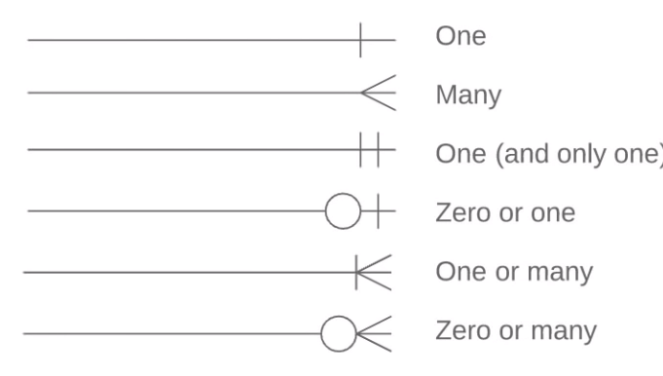 One
Many
One (and only one)
Zero or one
One or many
Zero or many